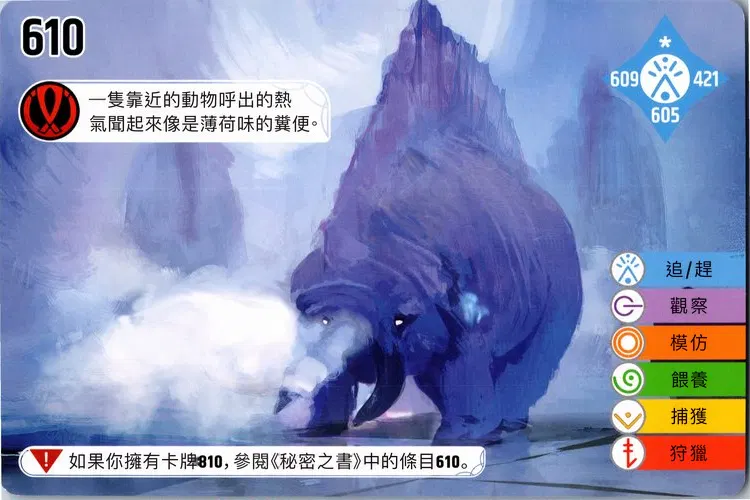 610
一隻靠近的動物呼出的熱
氣聞起來像是薄荷味的糞便。
*
609 421
605
追/趕
觀察
模仿
餵養
捕獲
狩獵
如果你擁有卡牌#810，參閱《秘密之書》中的條目610。